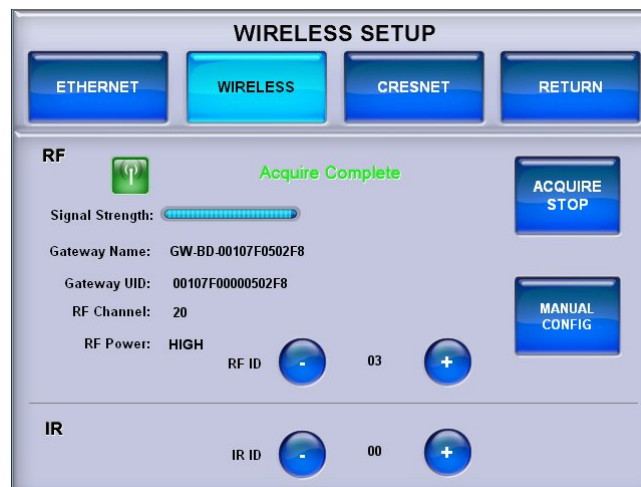 WIRELESS SETUP
ETHERNET
WIRELESS
CRESNET
RETURN
RF
Acquire Complete
ACQUIRE
STOP
Signal Strength:
Gateway Name: GW-BD-00107F0502F8
Gateway UID: 00107F00000502F8
RF Channel: 20
MANUAL
CONFIG
RF Power: HIGH
RF ID - 03 +
IR
IR ID - 00 +